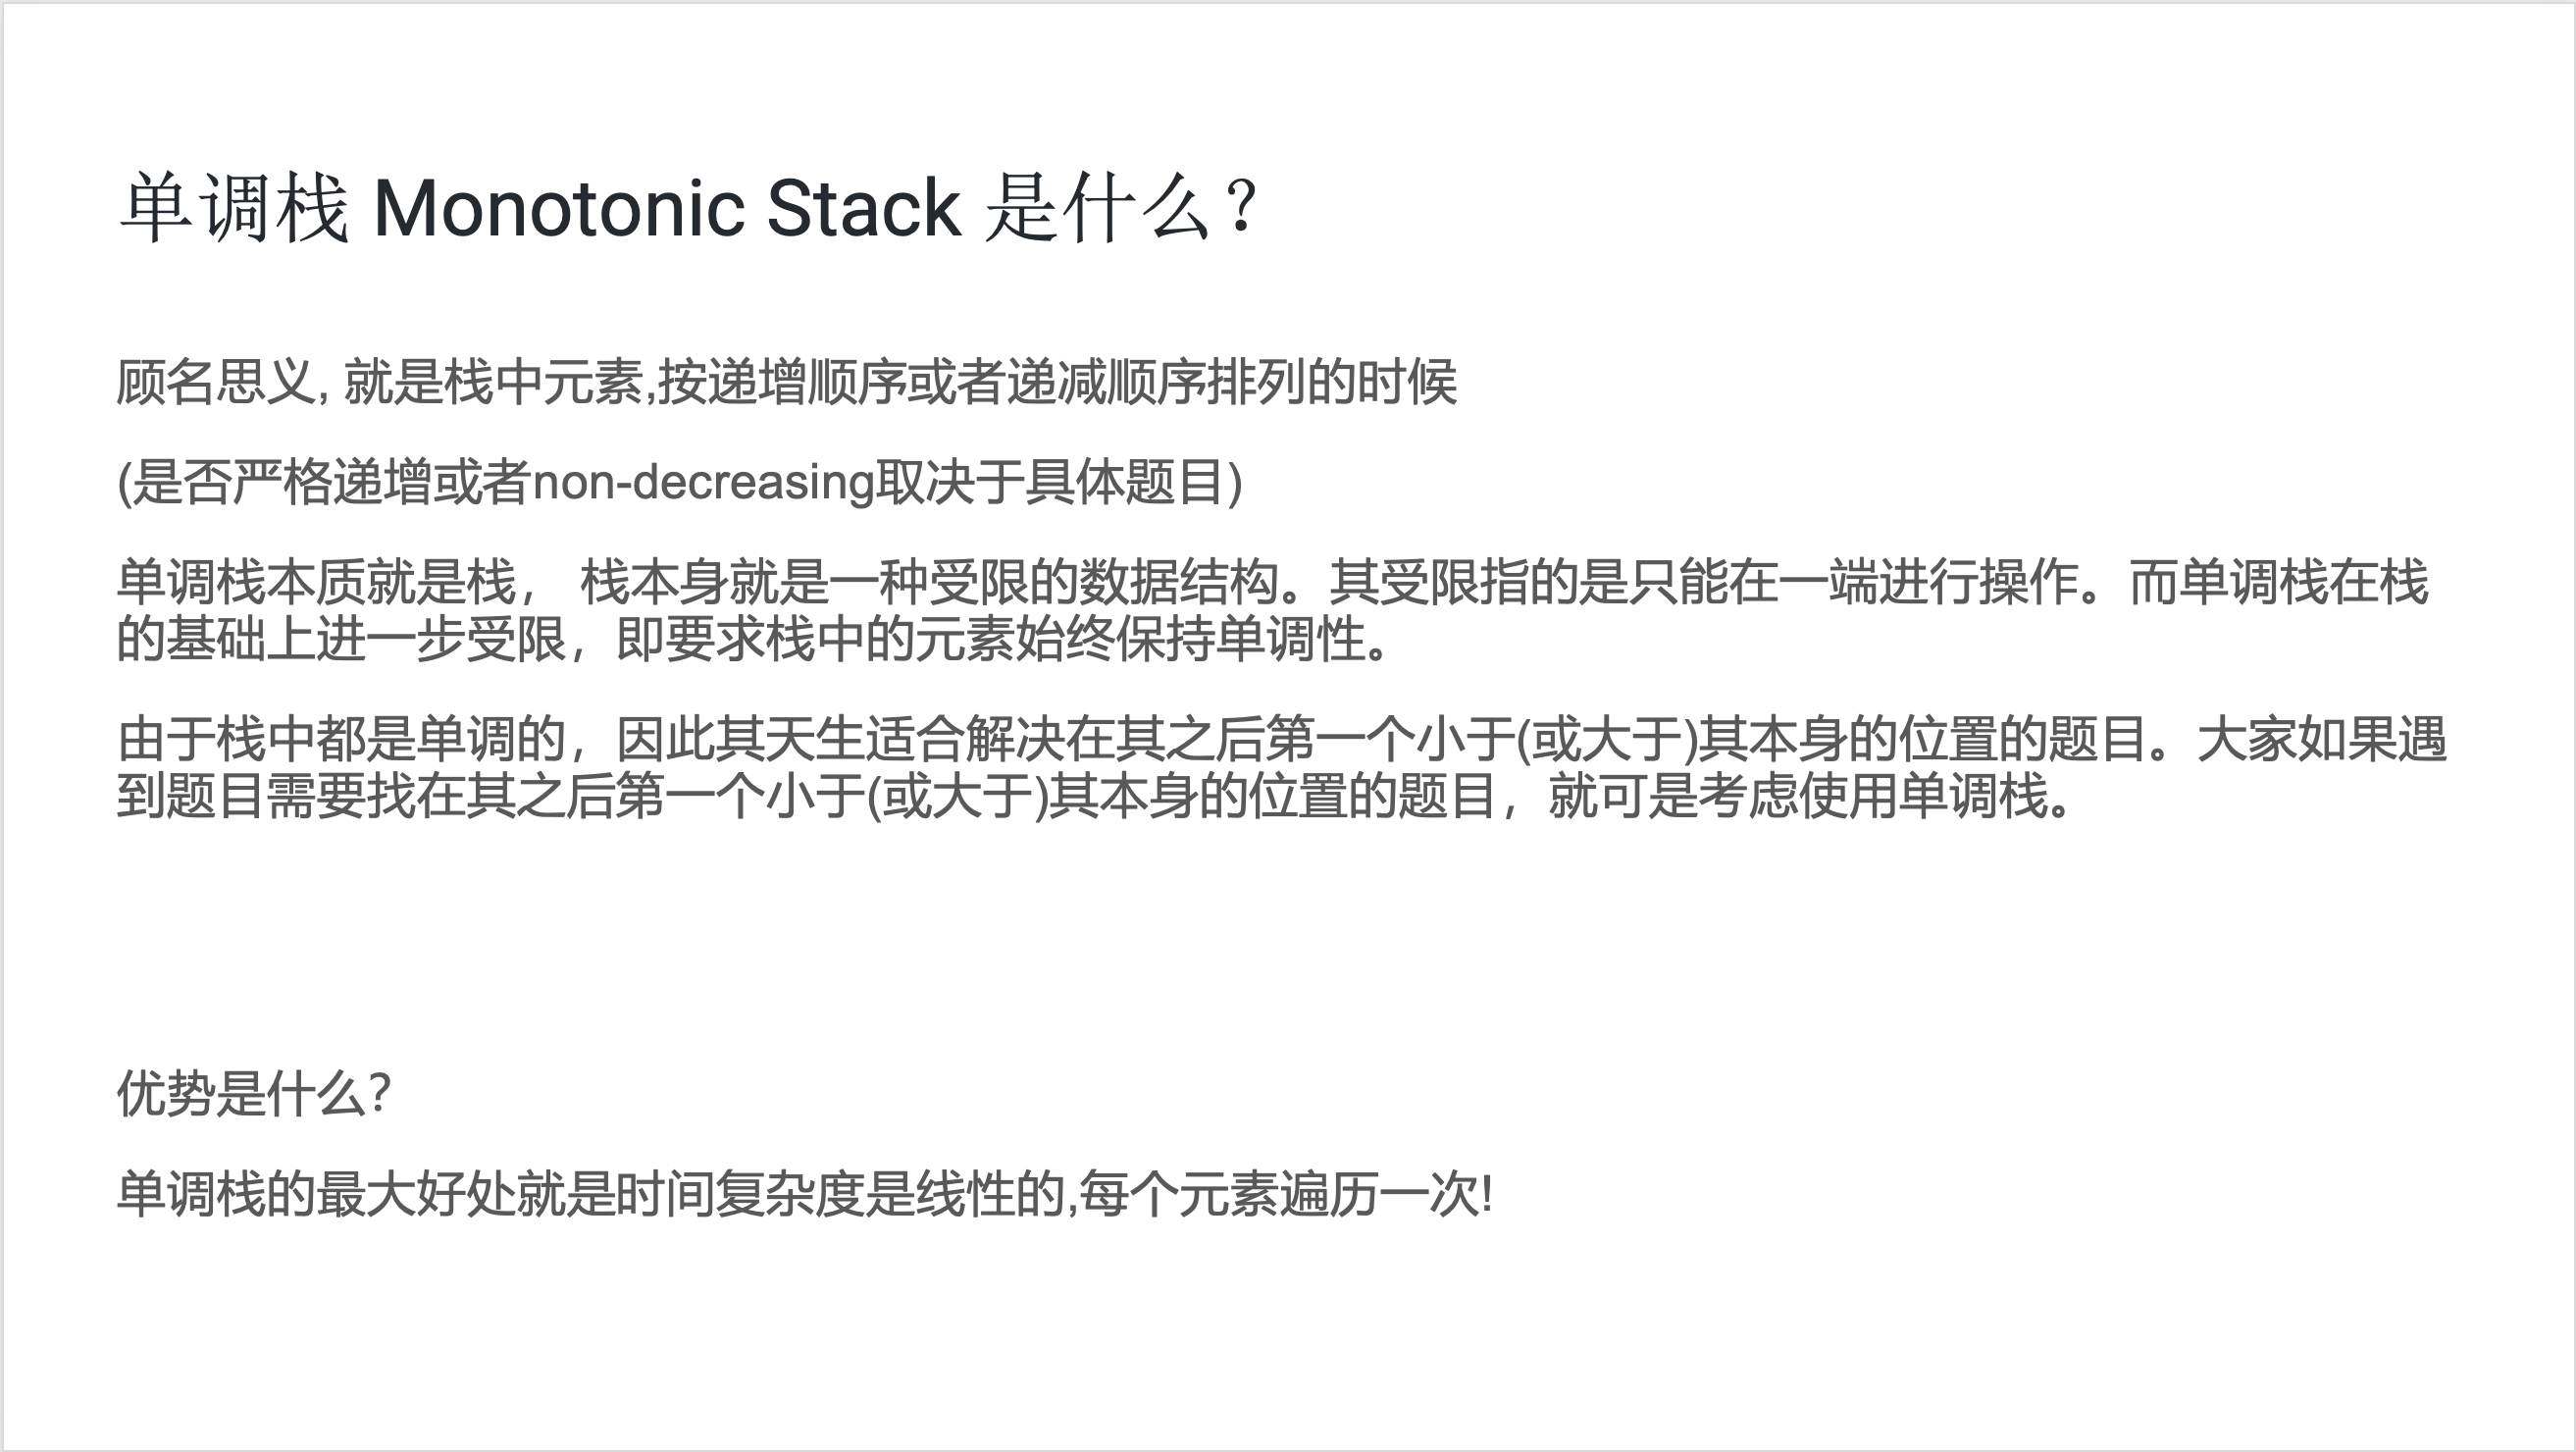 单调栈 Monotonic Stack 是什么？
顾名思义, 就是栈中元素,按递增顺序或者递减顺序排列的时候
(是否严格递增或者non-decreasing取决于具体题目)
单调栈本质就是栈， 栈本身就是一种受限的数据结构。其受限指的是只能在一端进行操作。而单调栈在栈
的基础上进一步受限，即要求栈中的元素始终保持单调性。
由于栈中都是单调的，因此其天生适合解决在其之后第一个小于(或大于)其本身的位置的题目。大家如果遇
到题目需要找在其之后第一个小于(或大于)其本身的位置的题目，就可是考虑使用单调栈。
优势是什么？
单调栈的最大好处就是时间复杂度是线性的,每个元素遍历一次!